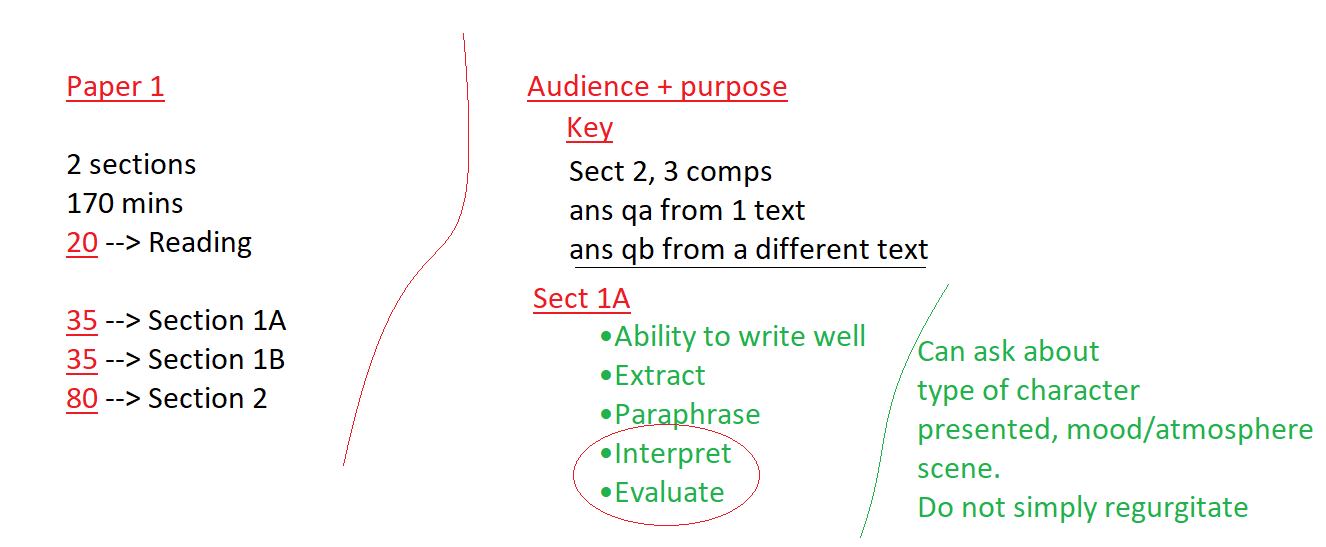 Paper 1
2 sections
170 mins
20 --> Reading
35 --> Section 1A
35 --> Section 1B
80 --> Section 2
Audience + purpose
Key
Sect 2, 3 comps
ans qa from 1 text
ans qb from a different text
Sect 1A
•Ability to write well
•Extract
•Paraphrase
•Interpret
•Evaluate
Can ask about
type of character
presented, mood/atmosphere
scene.
Do not simply regurgitate